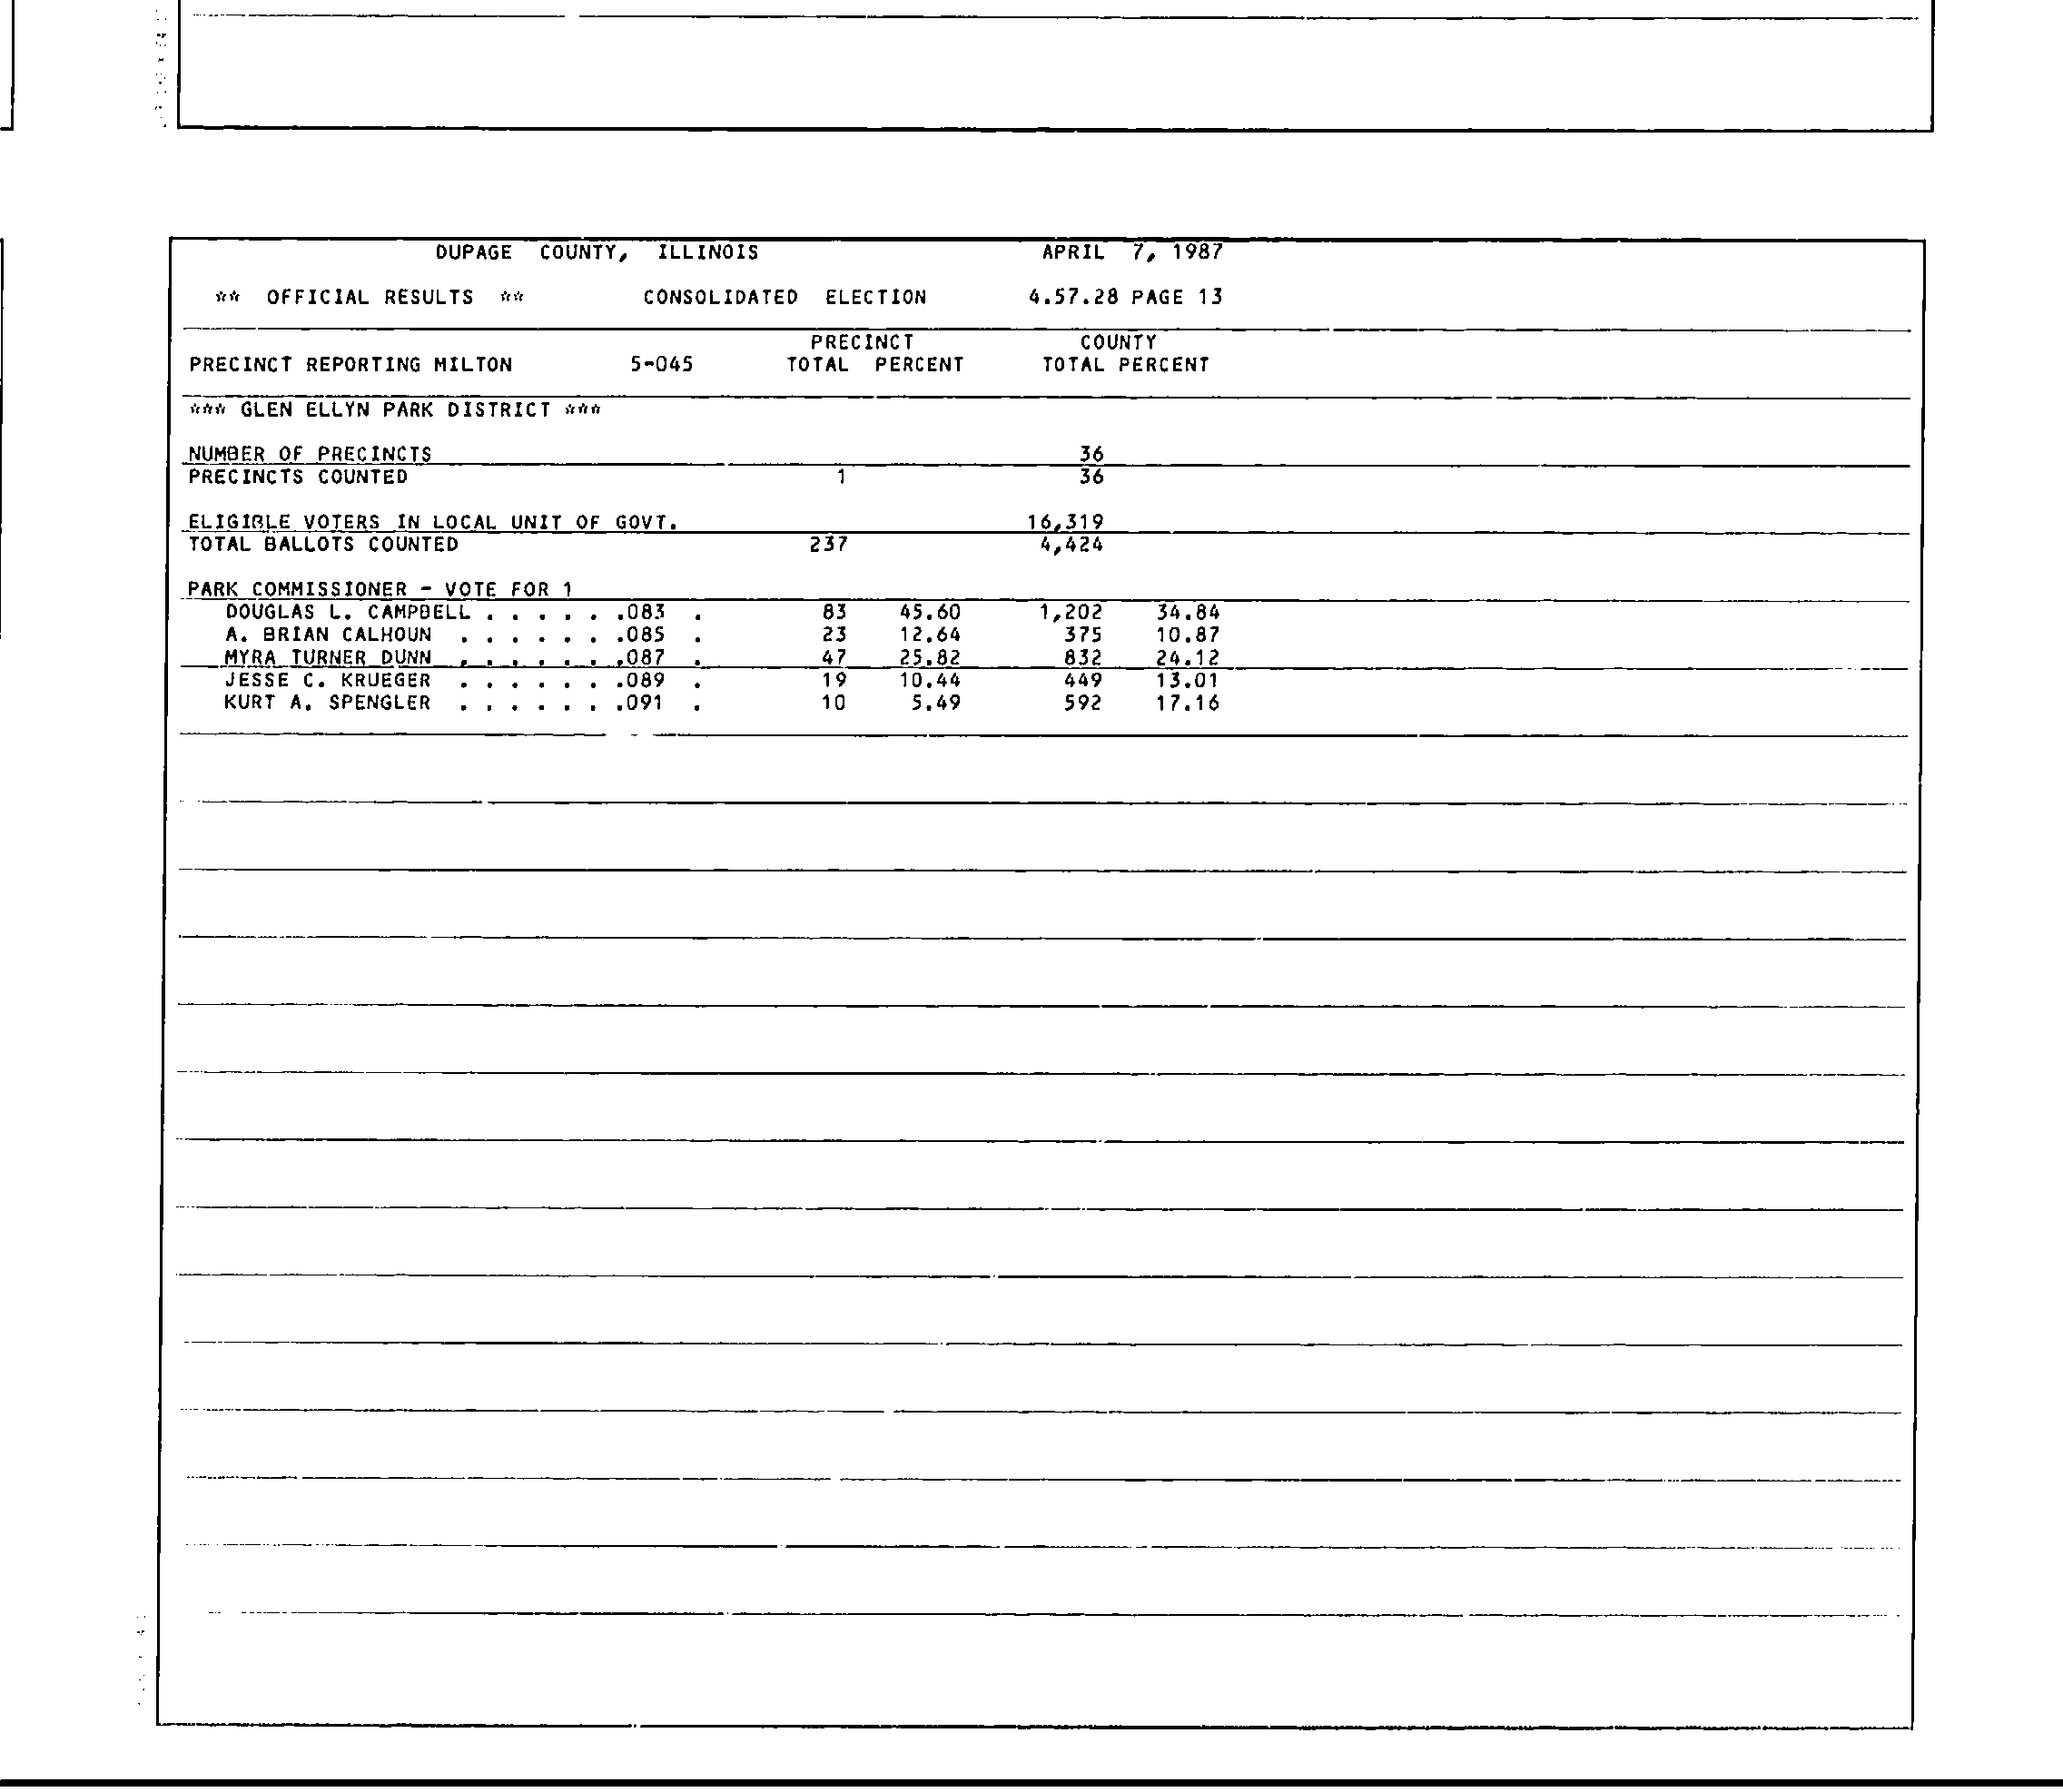 DUPAGE COUNTY, ILLINOIS APRIL 7, 1987
** OFFICIAL RESULTS ** CONSOLIDATED ELECTION 4.57.28 PAGE 13
PRECINCT COUNTY
PRECINCT REPORTING MILTON 5-045 TOTAL PERCENT TOTAL PERCENT
*** GLEN ELLYN PARK DISTRICT ***
NUMBER OF PRECINCTS 36
PRECINCTS COUNTED 1 36
ELIGIBLE VOTERS IN LOCAL UNIT OF GOVT. 16,319
TOTAL BALLOTS COUNTED 237 4,424
PARK COMMISSIONER - VOTE FOR 1
DOUGLAS L. CAMPBELL . . . . . .083 . 83 45.60 1,202 34.84
A. BRIAN CALHOUN . . . . . . .085 . 23 12.64 375 10.87
MYRA TURNER DUNN . . . . . . .087 . 47 25.82 832 24.12
JESSE C. KRUEGER . . . . . . .089 . 19 10.44 449 13.01
KURT A. SPENGLER . . . . . . .091 . 10 5.49 592 17.16